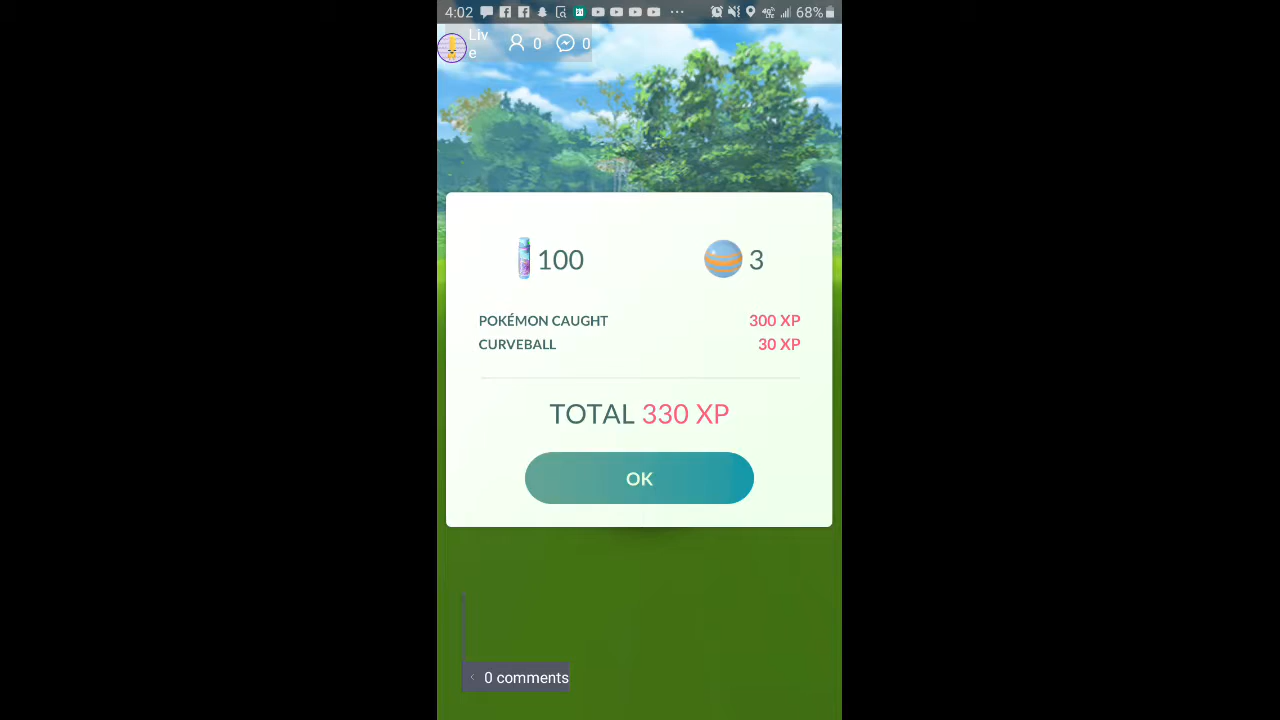 4:02
68%
Liv
e
0
0
100
3
POKÉMON CAUGHT 300 XP
CURVEBALL 30 XP
TOTAL 330 XP
OK
0 comments